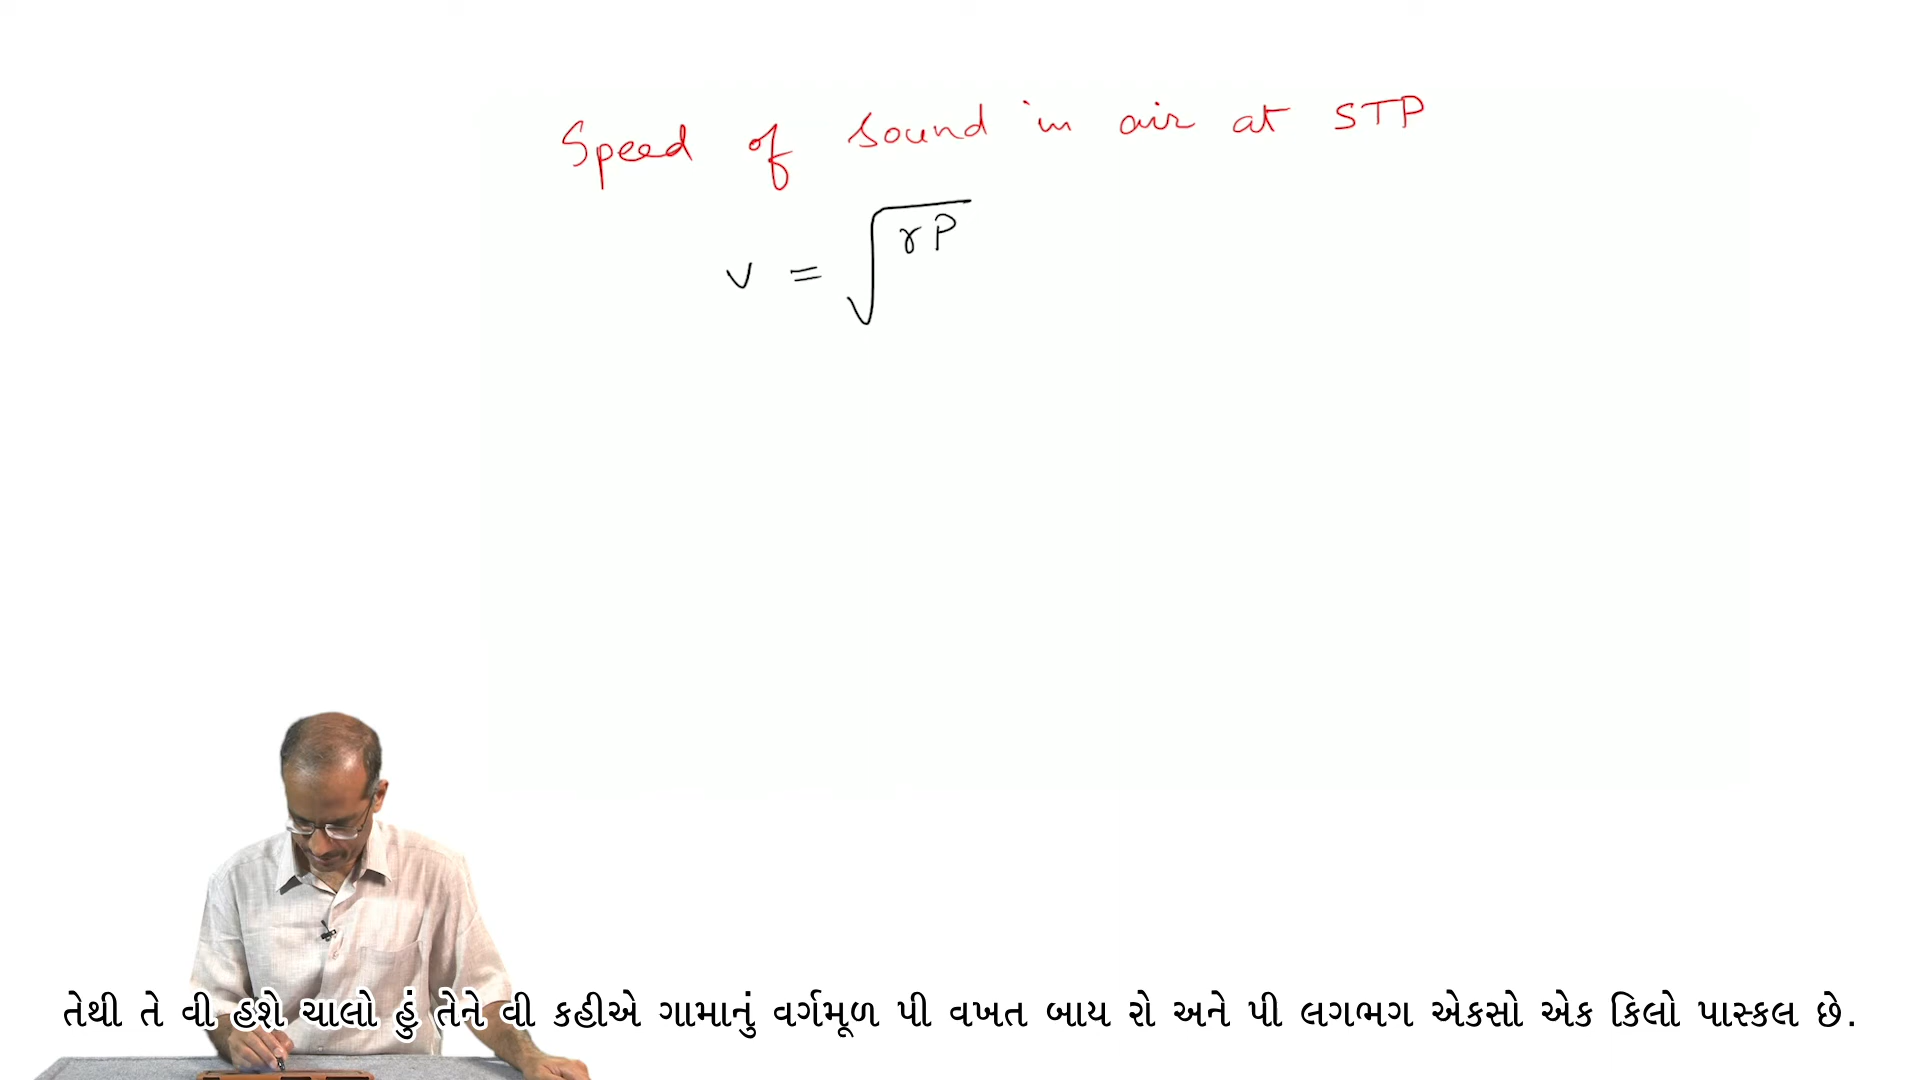 Speed of sound in air at STP
v = √γP
તેથી તે વી હશે ચાલો હું તેને વી કહીએ ગામાનું વર્ગમૂળ પી વખત બાય રો અને પી લગભગ એકસો એક કિલો પાસ્કલ છે.